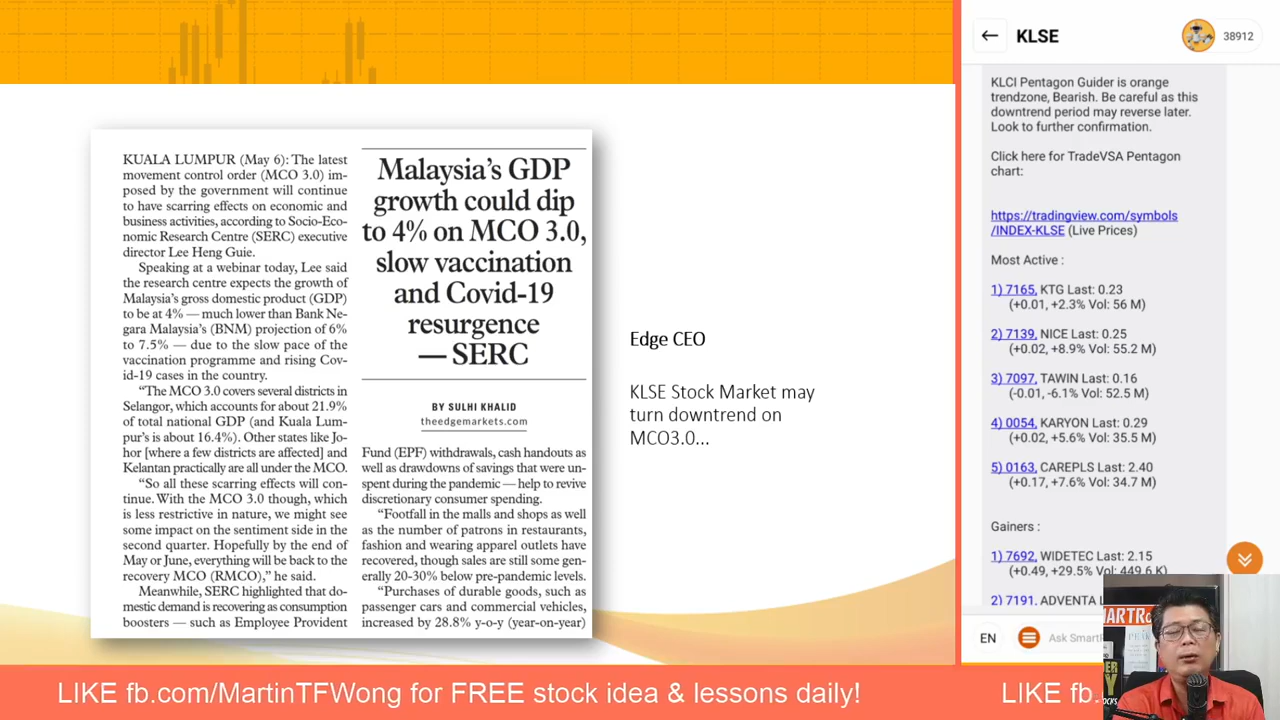 KUALA LUMPUR (May 6): The latest
movement control order (MCO 3.0) im-
posed by the government will continue
to have scarring effects on economic and
business activities, according to Socio-Eco-
nomic Research Centre (SERC) executive
director Lee Heng Guie.
Speaking at a webinar today, Lee said
the research centre expects the growth of
Malaysia's gross domestic product (GDP)
to be at 4% — much lower than Bank Ne-
gara Malaysia's (BNM) projection of 6%
to 7.5% — due to the slow pace of the
vaccination programme and rising Cov-
id-19 cases in the country.
“The MCO 3.0 covers several districts in
Selangor, which accounts for about 21.9%
of total national GDP (and Kuala Lum-
pur's is about 16.4%). Other states like Jo-
hor [where a few districts are affected] and
Kelantan practically are all under the MCO.
“So all these scarring effects will con-
tinue. With the MCO 3.0 though, which
is less restrictive in nature, we might see
some impact on the sentiment side in the
second quarter. Hopefully by the end of
May or June, everything will be back to the
recovery MCO (RMCO),” he said.
Meanwhile, SERC highlighted that do-
mestic demand is recovering as consumption
boosters — such as Employee Provident
Malaysia's GDP
growth could dip
to 4% on MCO 3.0,
slow vaccination
and Covid-19
resurgence
— SERC
BY SULHI KHALID
theedgemarkets.com
Fund (EPF) withdrawals, cash handouts as
well as drawdowns of savings that were un-
spent during the pandemic — help to revive
discretionary consumer spending.
“Footfall in the malls and shops as well
as the number of patrons in restaurants,
fashion and wearing apparel outlets have
recovered, though sales are still some gen-
erally 20-30% below pre-pandemic levels.
“Purchases of durable goods, such as
passenger cars and commercial vehicles,
increased by 28.8% y-o-y (year-on-year)
Edge CEO
KLSE Stock Market may
turn downtrend on
MCO3.0...
KLSE
38912
KLCI Pentagon Guider is orange
trendzone, Bearish. Be careful as this
downtrend period may reverse later.
Look to further confirmation.
Click here for TradeVSA Pentagon
chart:
https://tradingview.com/symbols
/INDEX-KLSE (Live Prices)
Most Active :
1) 7165, KTG Last: 0.23
(+0.01, +2.3% Vol: 56 M)
2) 7139, NICE Last: 0.25
(+0.02, +8.9% Vol: 55.2 M)
3) 7097, TAWIN Last: 0.16
(-0.01, -6.1% Vol: 52.5 M)
4) 0054, KARYON Last: 0.29
(+0.02, +5.6% Vol: 35.5 M)
5) 0163, CAREPLS Last: 2.40
(+0.17, +7.6% Vol: 34.7 M)
Gainers :
1) 7692, WIDETEC Last: 2.15
(+0.49, +29.5% Vol: 449.6 K)
2) 7191, ADVENTA L
EN
Ask SmartR
LIKE fb.com/MartinTFWong for FREE stock idea & lessons daily!
LIKE fb.